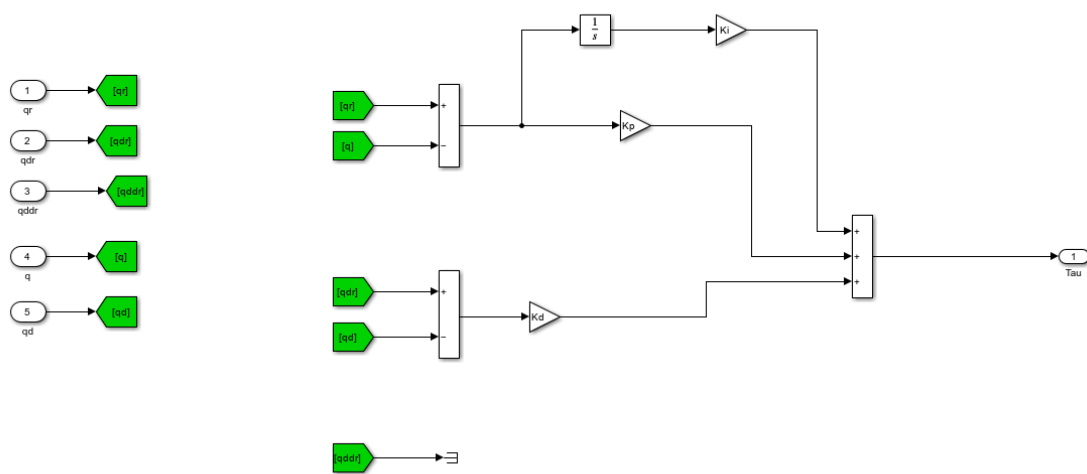 1
qr
[qr]
2
qdr
[qdr]
3
qddr
[qddr]
4
q
[q]
5
qd
[qd]
1
s
Ki
[qr]
+
[q]
−
Kp
[qdr]
+
[qd]
−
Kd
+
+
+
1
Tau
[qddr]